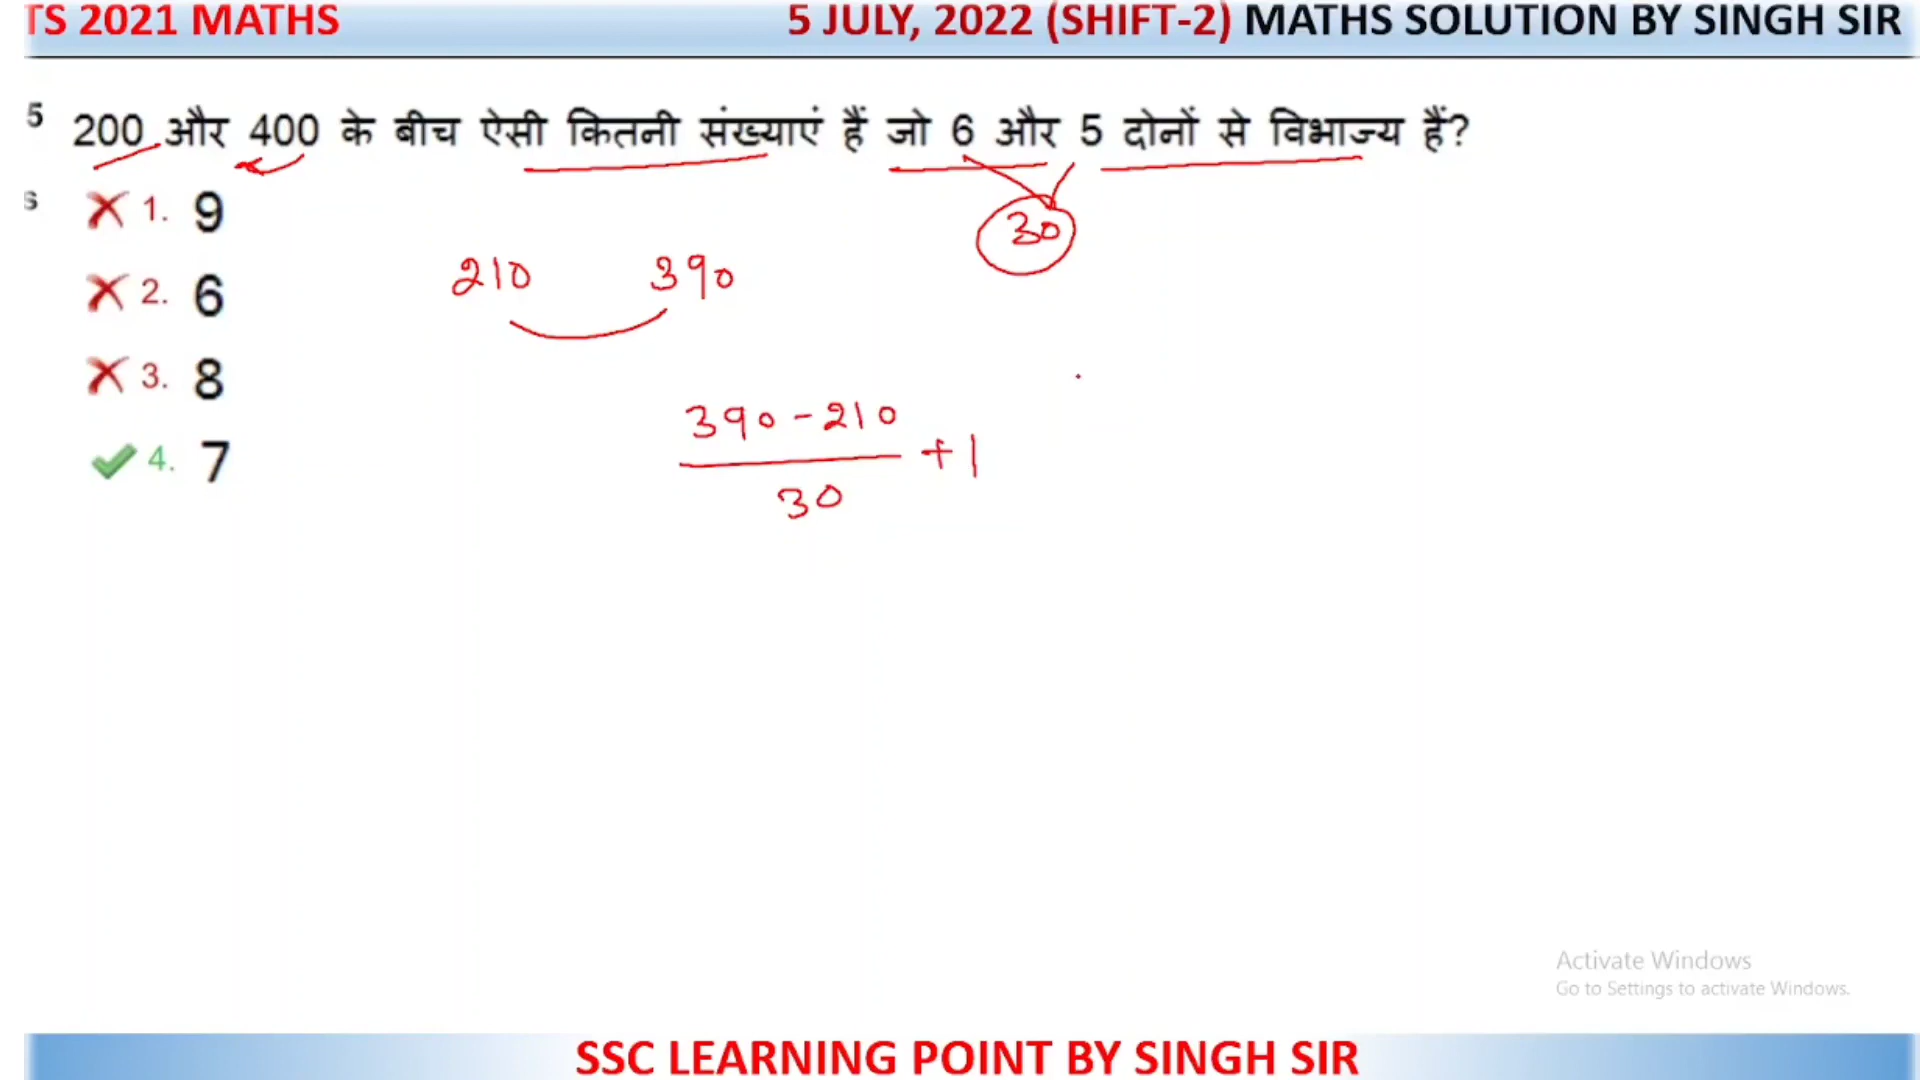 TS 2021 MATHS 5 JULY, 2022 (SHIFT-2) MATHS SOLUTION BY SINGH SIR
5 200 और 400 के बीच ऐसी कितनी संख्याएं हैं जो 6 और 5 दोनों से विभाज्य हैं?
s
1. 9
30
2. 6
210 390
3. 8
390 - 210
4. 7
+ 1
30
Activate Windows
Go to Settings to activate Windows.
SSC LEARNING POINT BY SINGH SIR